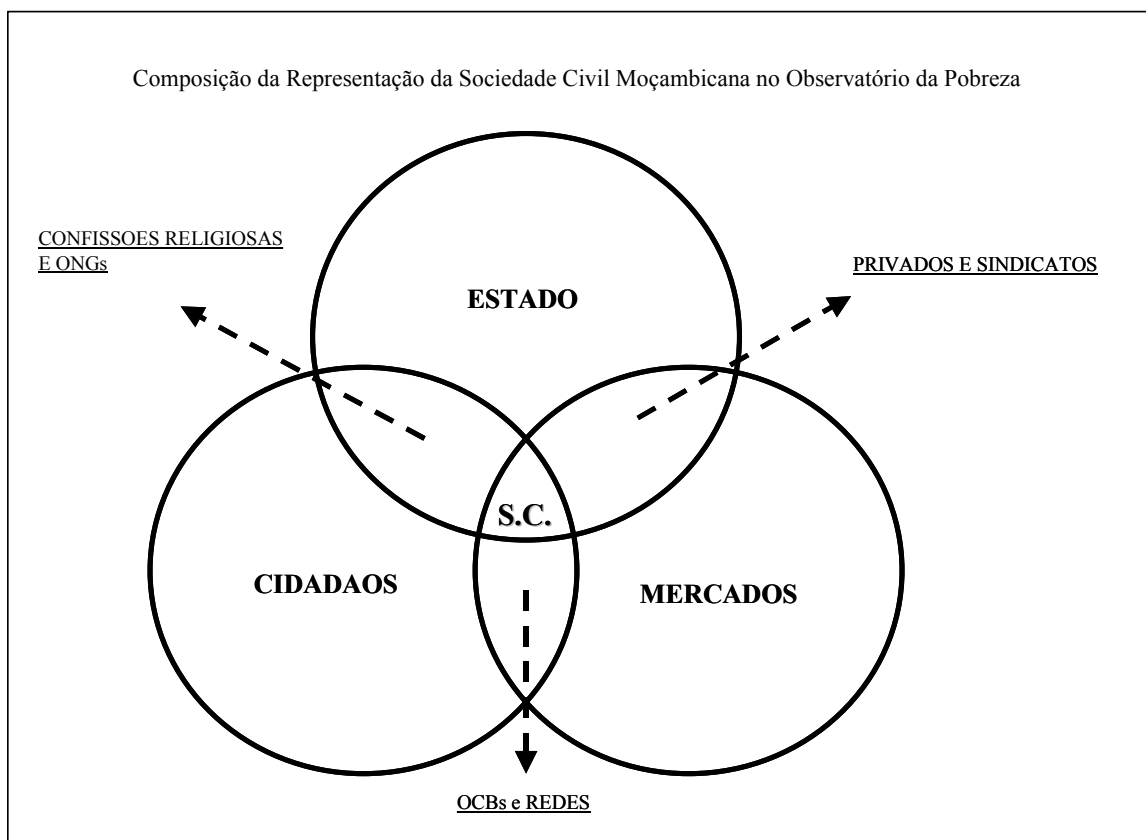 Composição da Representação da Sociedade Civil Moçambicana no Observatório da Pobreza
CONFISSOES RELIGIOSAS
E ONGs
PRIVADOS E SINDICATOS
ESTADO
S.C.
CIDADAOS
MERCADOS
OCBs e REDES